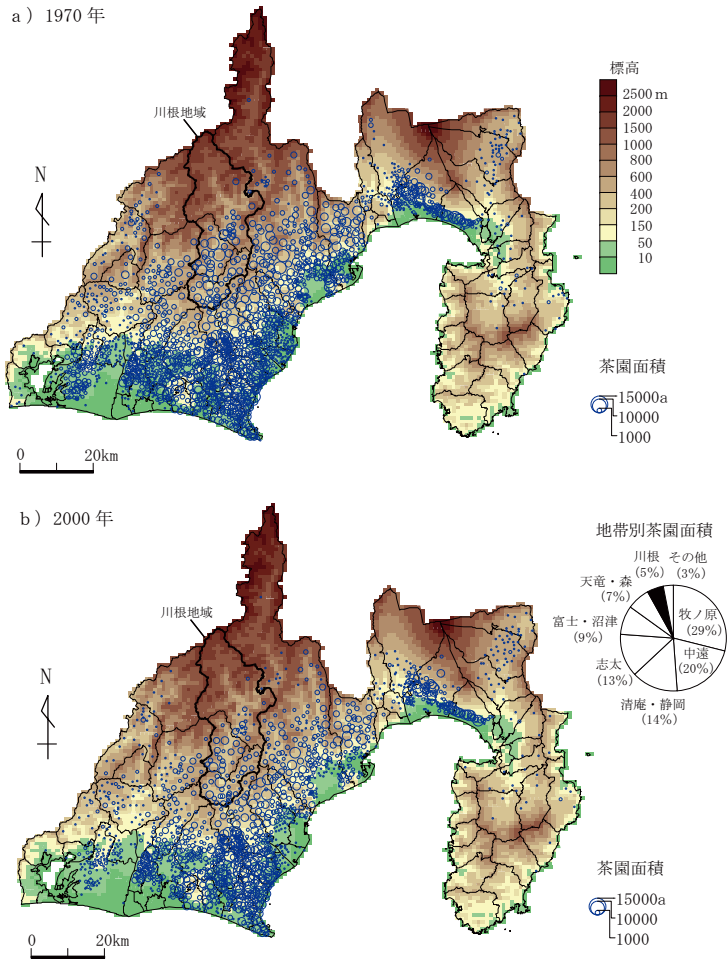 a）1970 年
川根地域
N
0 20km
標高
2500 m
2000
1500
1000
800
600
400
200
150
50
10
茶園面積
15000a
10000
1000
b）2000 年
川根地域
N
0 20km
地帯別茶園面積
川根
(5%)
その他
(3%)
天竜・森
(7%)
牧ノ原
(29%)
富士・沼津
(9%)
中遠
(20%)
志太
(13%)
清庵・静岡
(14%)
茶園面積
15000a
10000
1000